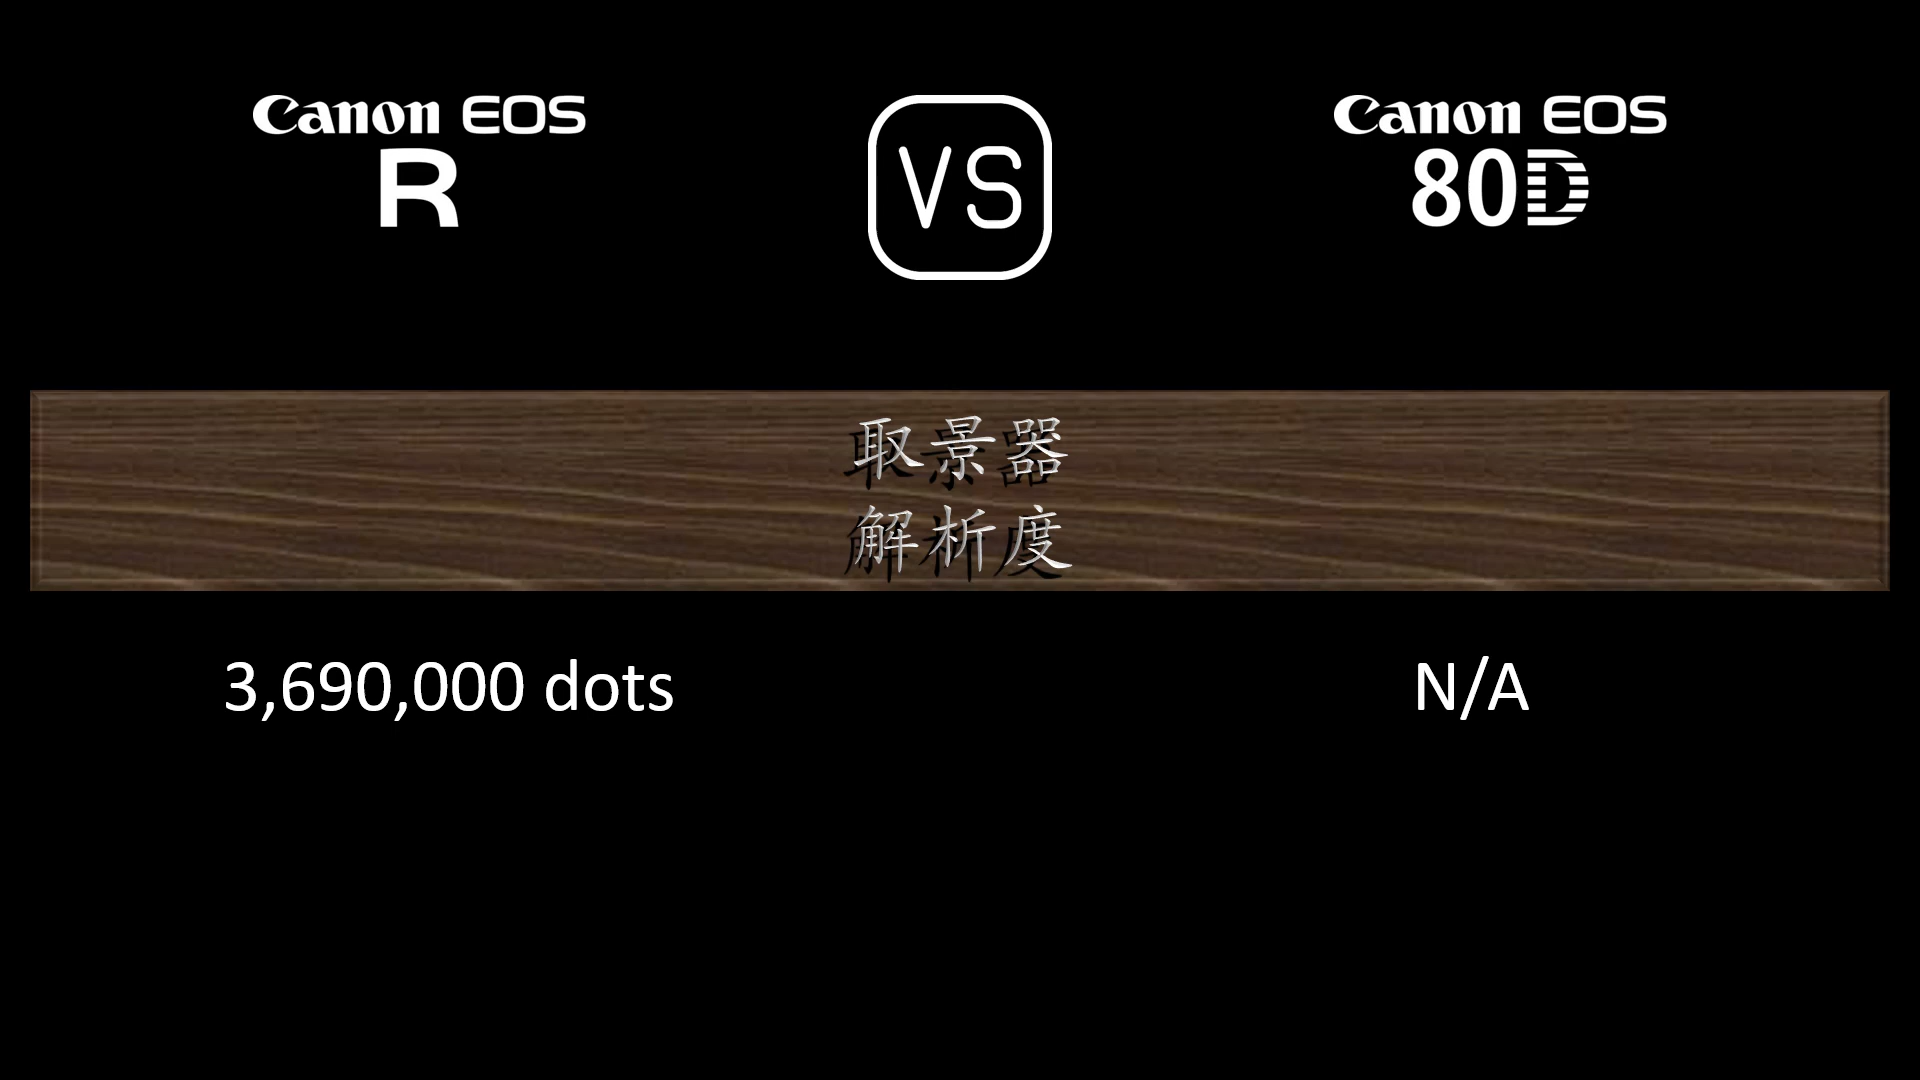 Canon EOS
R
VS
Canon EOS
80D
取景器
解析度
3,690,000 dots
N/A